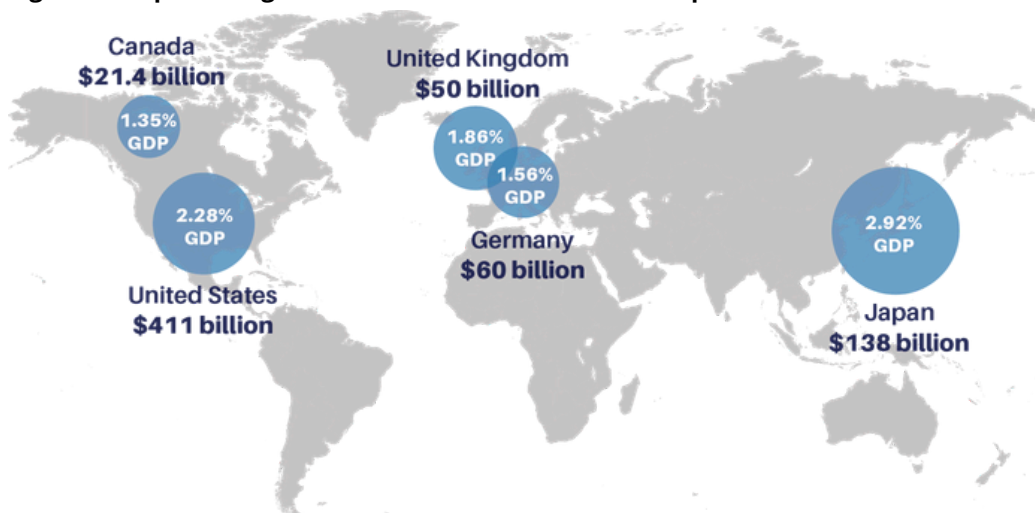 Canada
$21.4 billion
1.35%
GDP
United Kingdom
$50 billion
1.86%
GDP
1.56%
GDP
Germany
$60 billion
2.28%
GDP
United States
$411 billion
2.92%
GDP
Japan
$138 billion